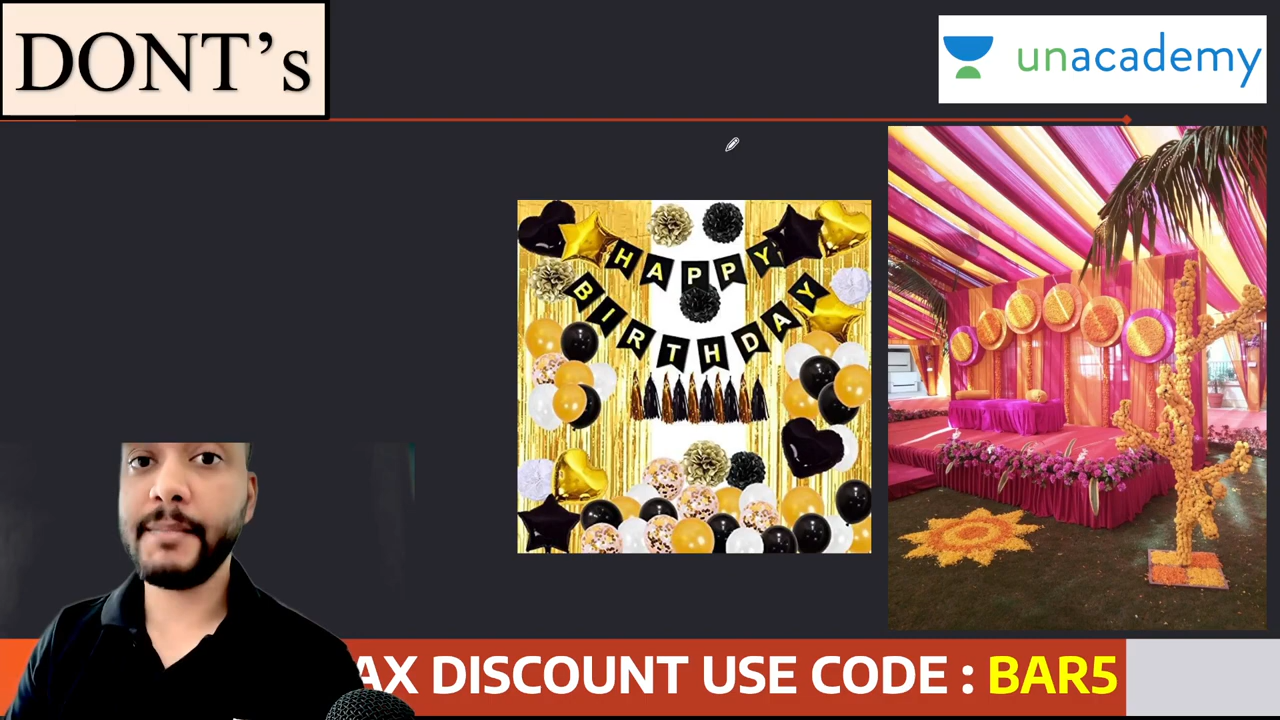 DONT’s
unacademy
HAPPY
BIRTHDAY
AX DISCOUNT USE CODE : BAR5